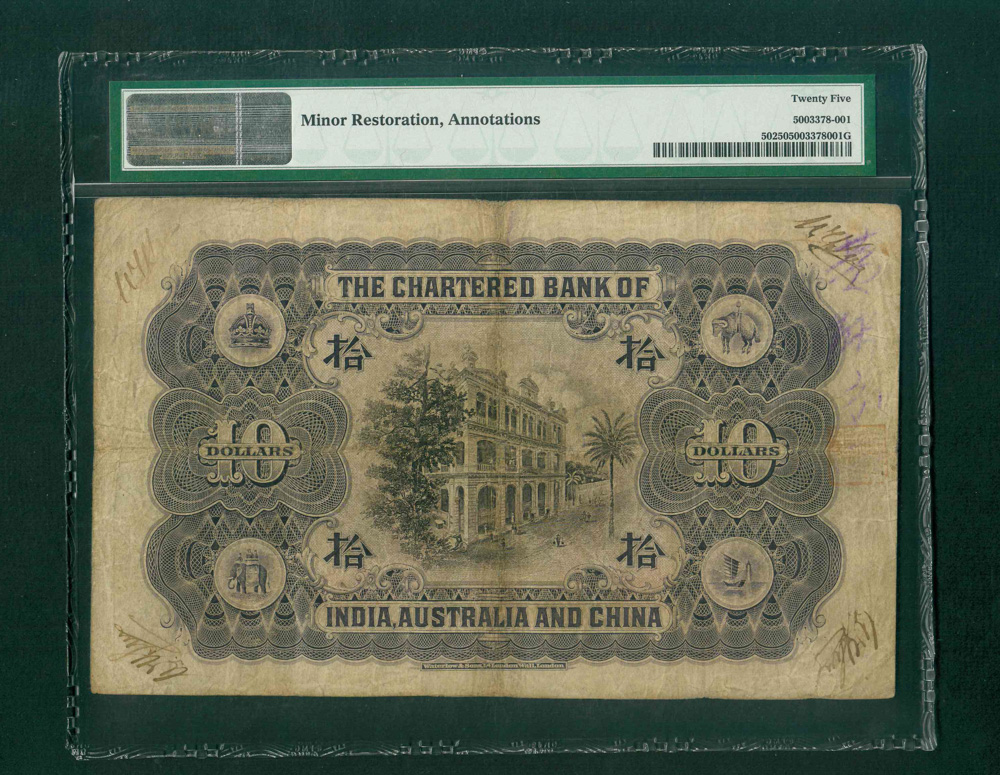 Twenty Five
Minor Restoration, Annotations
5003378-001
502505003378001G
THE CHARTERED BANK OF
拾 拾
10 10
DOLLARS DOLLARS
拾 拾
INDIA, AUSTRALIA AND CHINA
Waterlow & Sons Ld London Wall, London